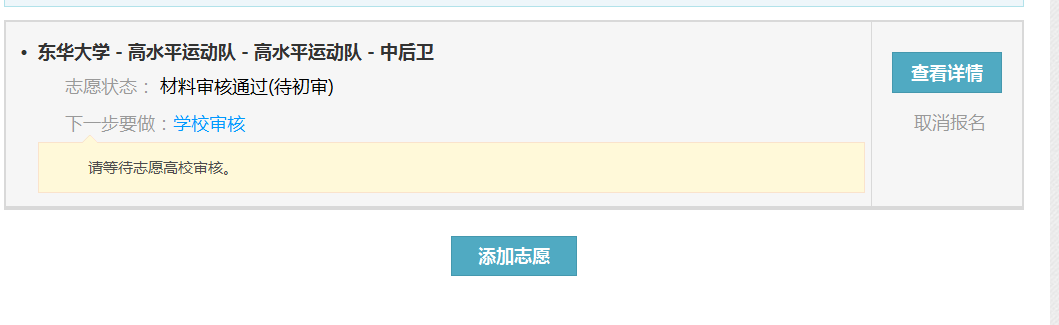 • 东华大学 - 高水平运动队 - 高水平运动队 - 中后卫
志愿状态： 材料审核通过(待初审)
下一步要做：学校审核
请等待志愿高校审核。
查看详情
取消报名
添加志愿